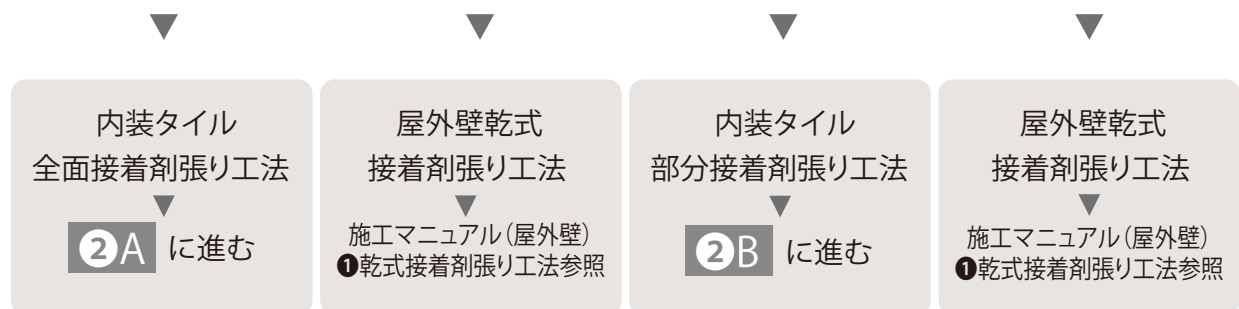 内装タイル
全面接着剤張り工法
❷A に進む
屋外壁乾式
接着剤張り工法
施工マニュアル(屋外壁)
❶乾式接着剤張り工法参照
内装タイル
部分接着剤張り工法
❷B に進む
屋外壁乾式
接着剤張り工法
施工マニュアル(屋外壁)
❶乾式接着剤張り工法参照